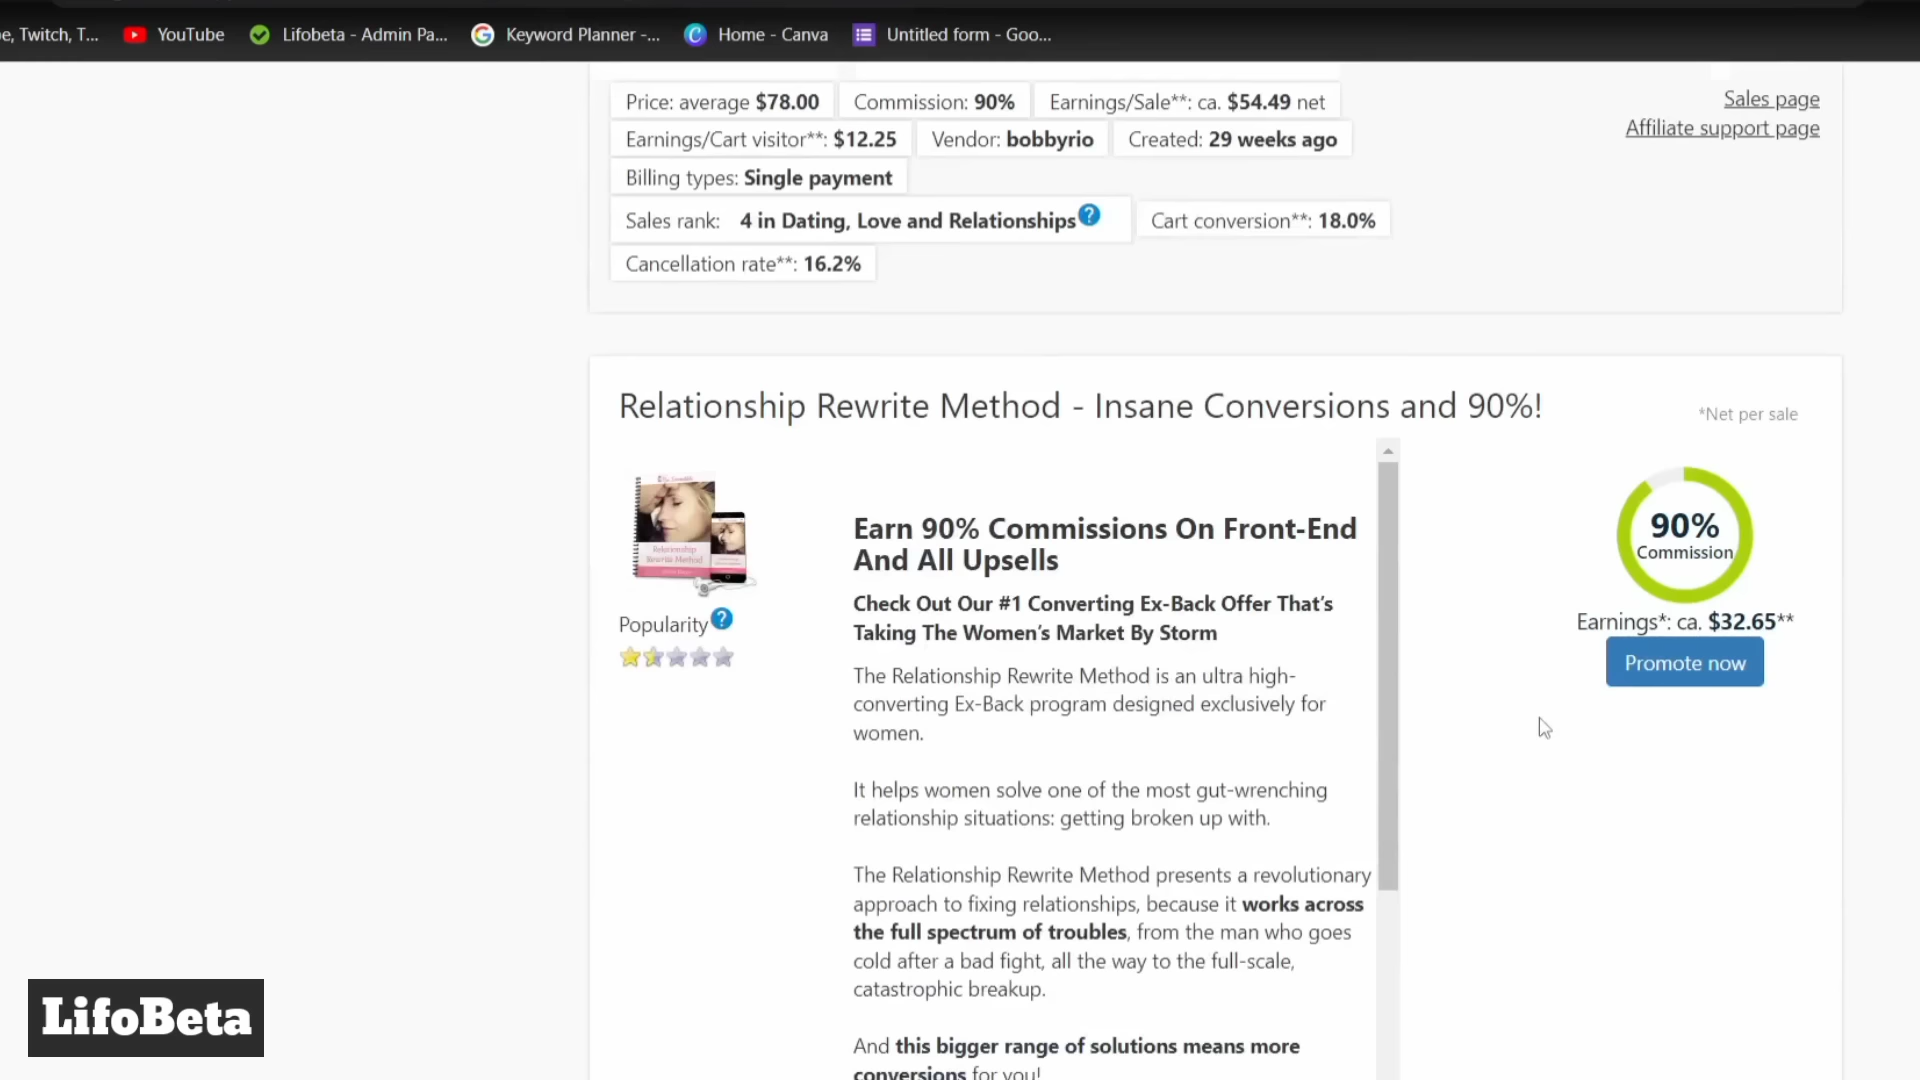 e, Twitch, T...
YouTube
Lifobeta - Admin Pa...
Keyword Planner -...
Home - Canva
Untitled form - Goo...
Price: average $78.00
Commission: 90%
Earnings/Sale**: ca. $54.49 net
Sales page
Affiliate support page
Earnings/Cart visitor**: $12.25
Vendor: bobbyrio
Created: 29 weeks ago
Billing types: Single payment
Sales rank: 4 in Dating, Love and Relationships ?
Cart conversion**: 18.0%
Cancellation rate**: 16.2%
Relationship Rewrite Method - Insane Conversions and 90%!
*Net per sale
Relationship
Rewrite Method
Popularity ?
Earn 90% Commissions On Front-End
And All Upsells
Check Out Our #1 Converting Ex-Back Offer That's
Taking The Women's Market By Storm
The Relationship Rewrite Method is an ultra high-
converting Ex-Back program designed exclusively for
women.
It helps women solve one of the most gut-wrenching
relationship situations: getting broken up with.
The Relationship Rewrite Method presents a revolutionary
approach to fixing relationships, because it works across
the full spectrum of troubles, from the man who goes
cold after a bad fight, all the way to the full-scale,
catastrophic breakup.
And this bigger range of solutions means more
conversions for you!
90%
Commission
Earnings*: ca. $32.65**
Promote now
LifoBeta